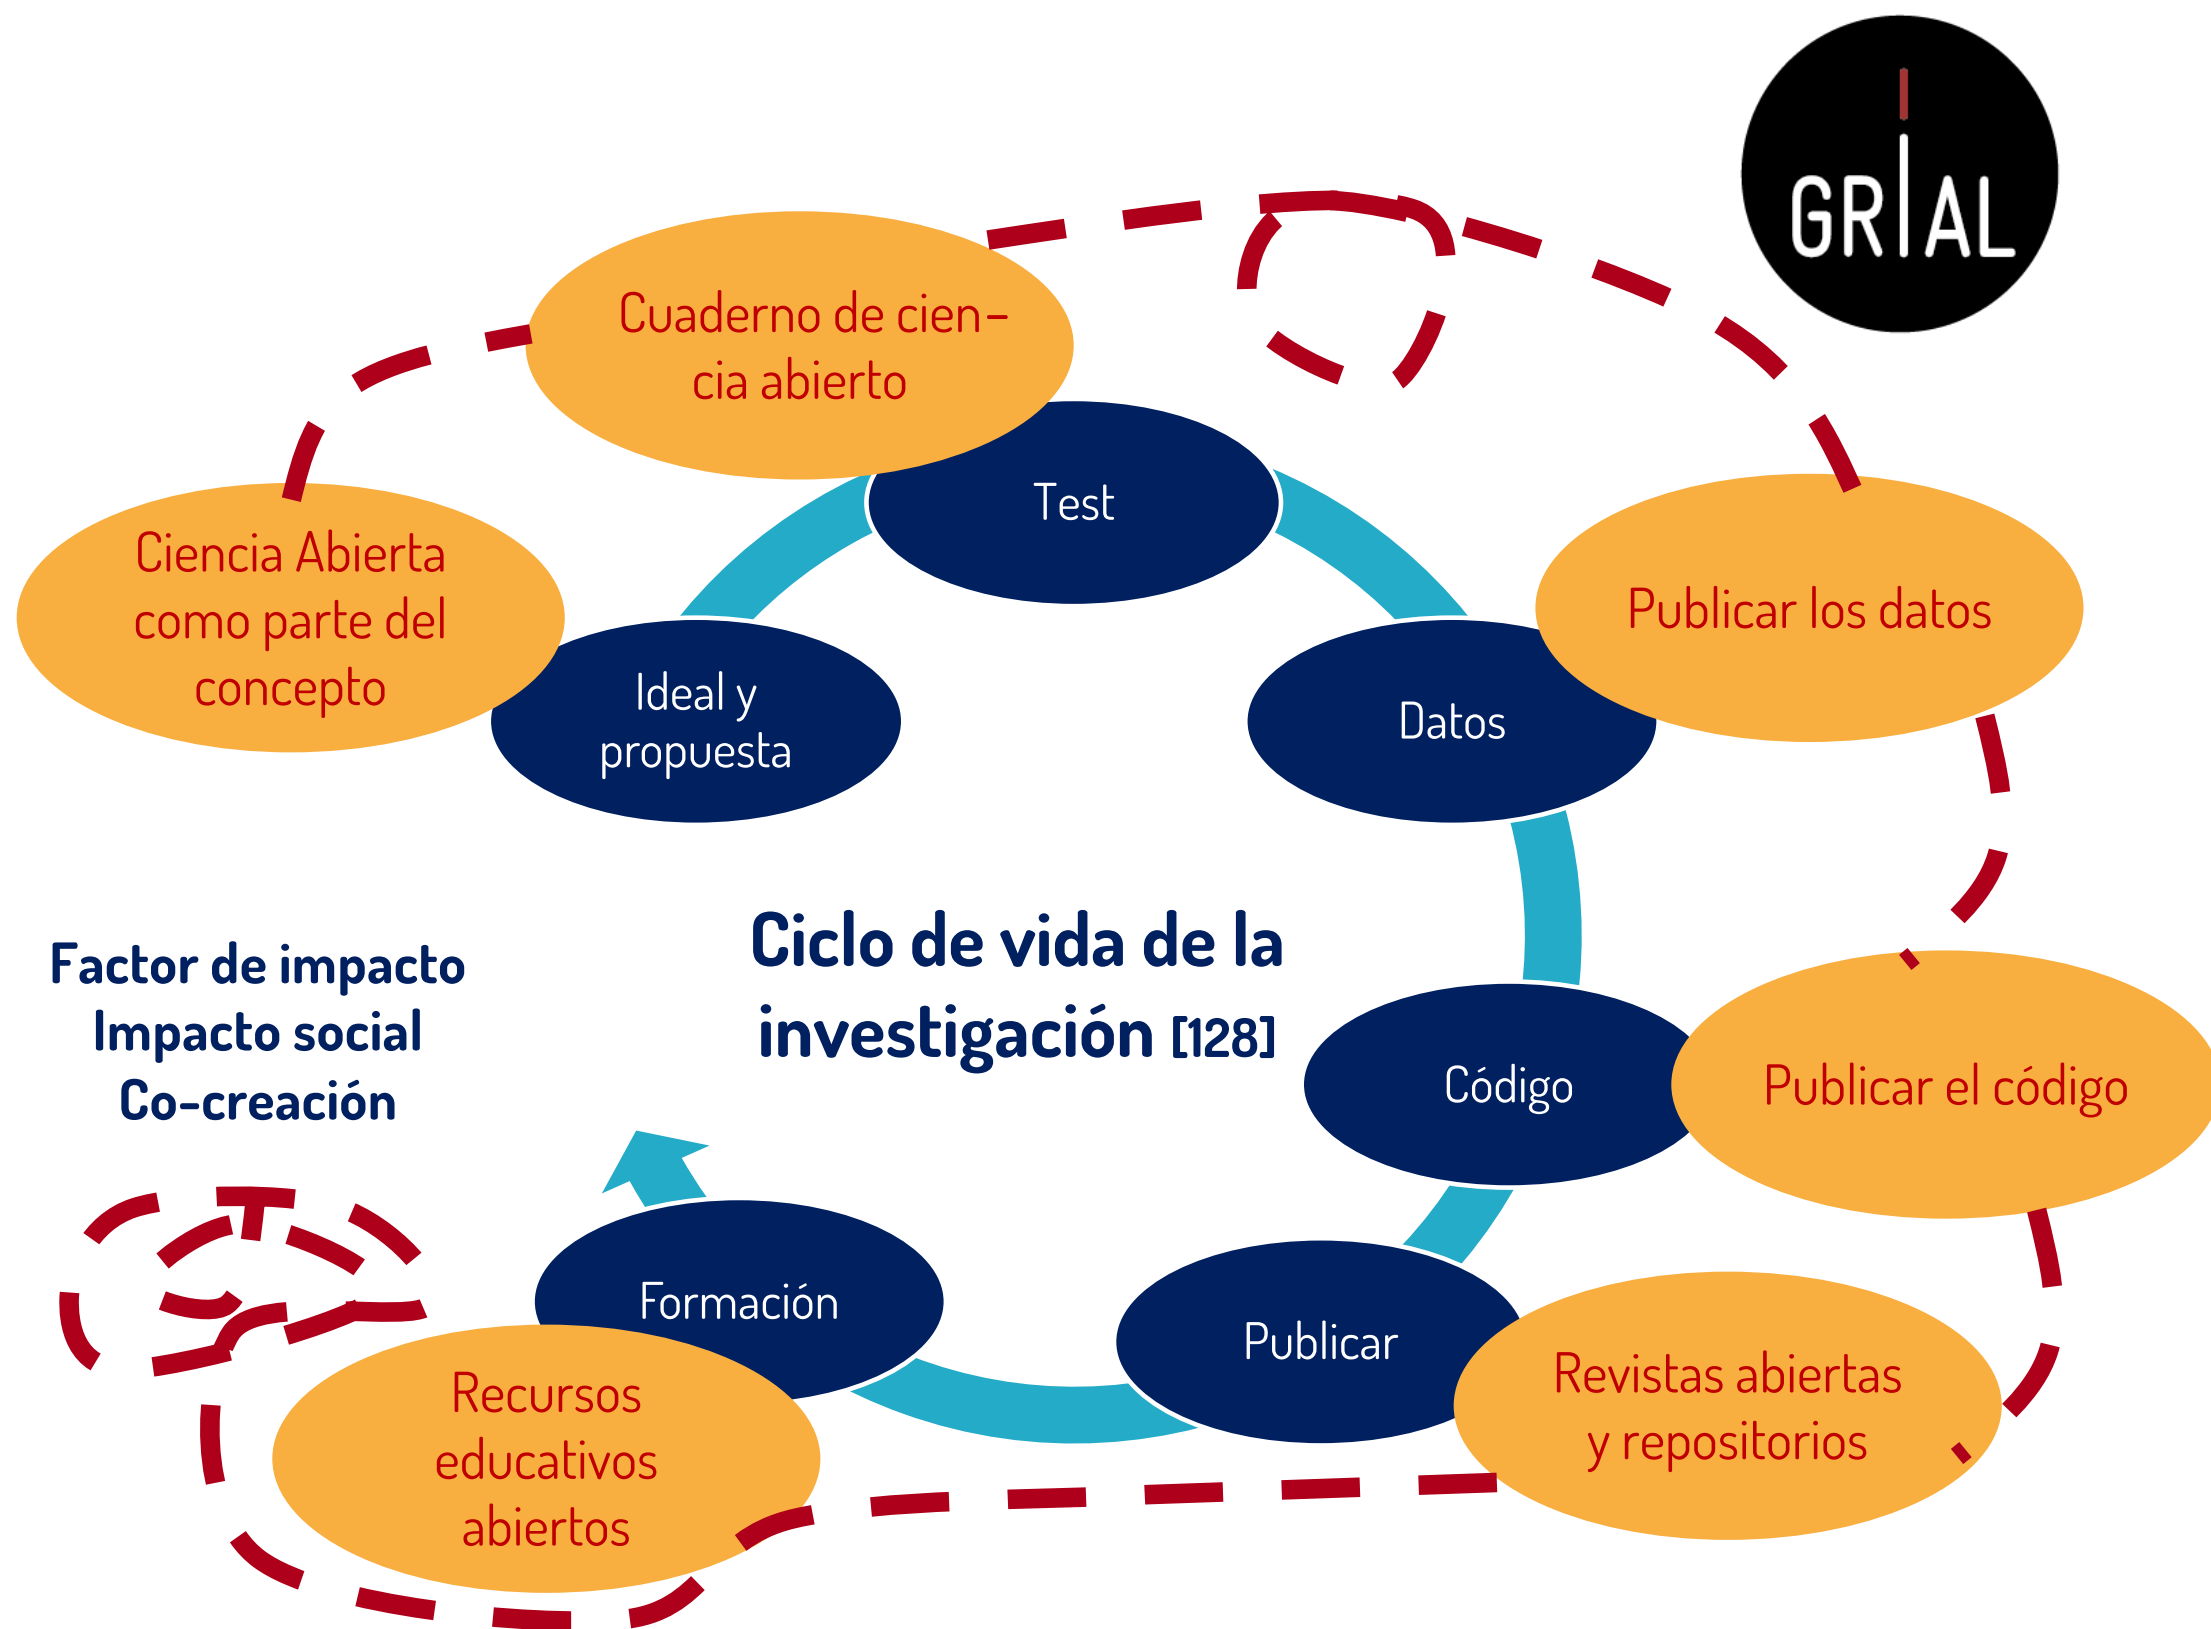 GRIAL
Cuaderno de cien-
cia abierto
Test
Ciencia Abierta
como parte del
concepto
Publicar los datos
Ideal y
propuesta
Datos
Ciclo de vida de la
investigación [128]
Factor de impacto
Impacto social
Co-creación
Código
Publicar el código
Formación
Publicar
Revistas abiertas
y repositorios
Recursos
educativos
abiertos